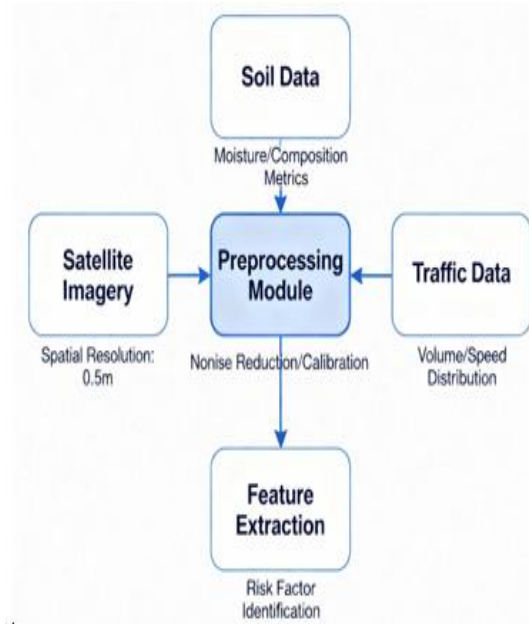 Soil Data
Moisture/Composition
Metrics
Satellite
Imagery
Spatial Resolution:
0.5m
Preprocessing
Module
Nonise Reduction/Calibration
Traffic Data
Volume/Speed
Distribution
Feature
Extraction
Risk Factor
Identification